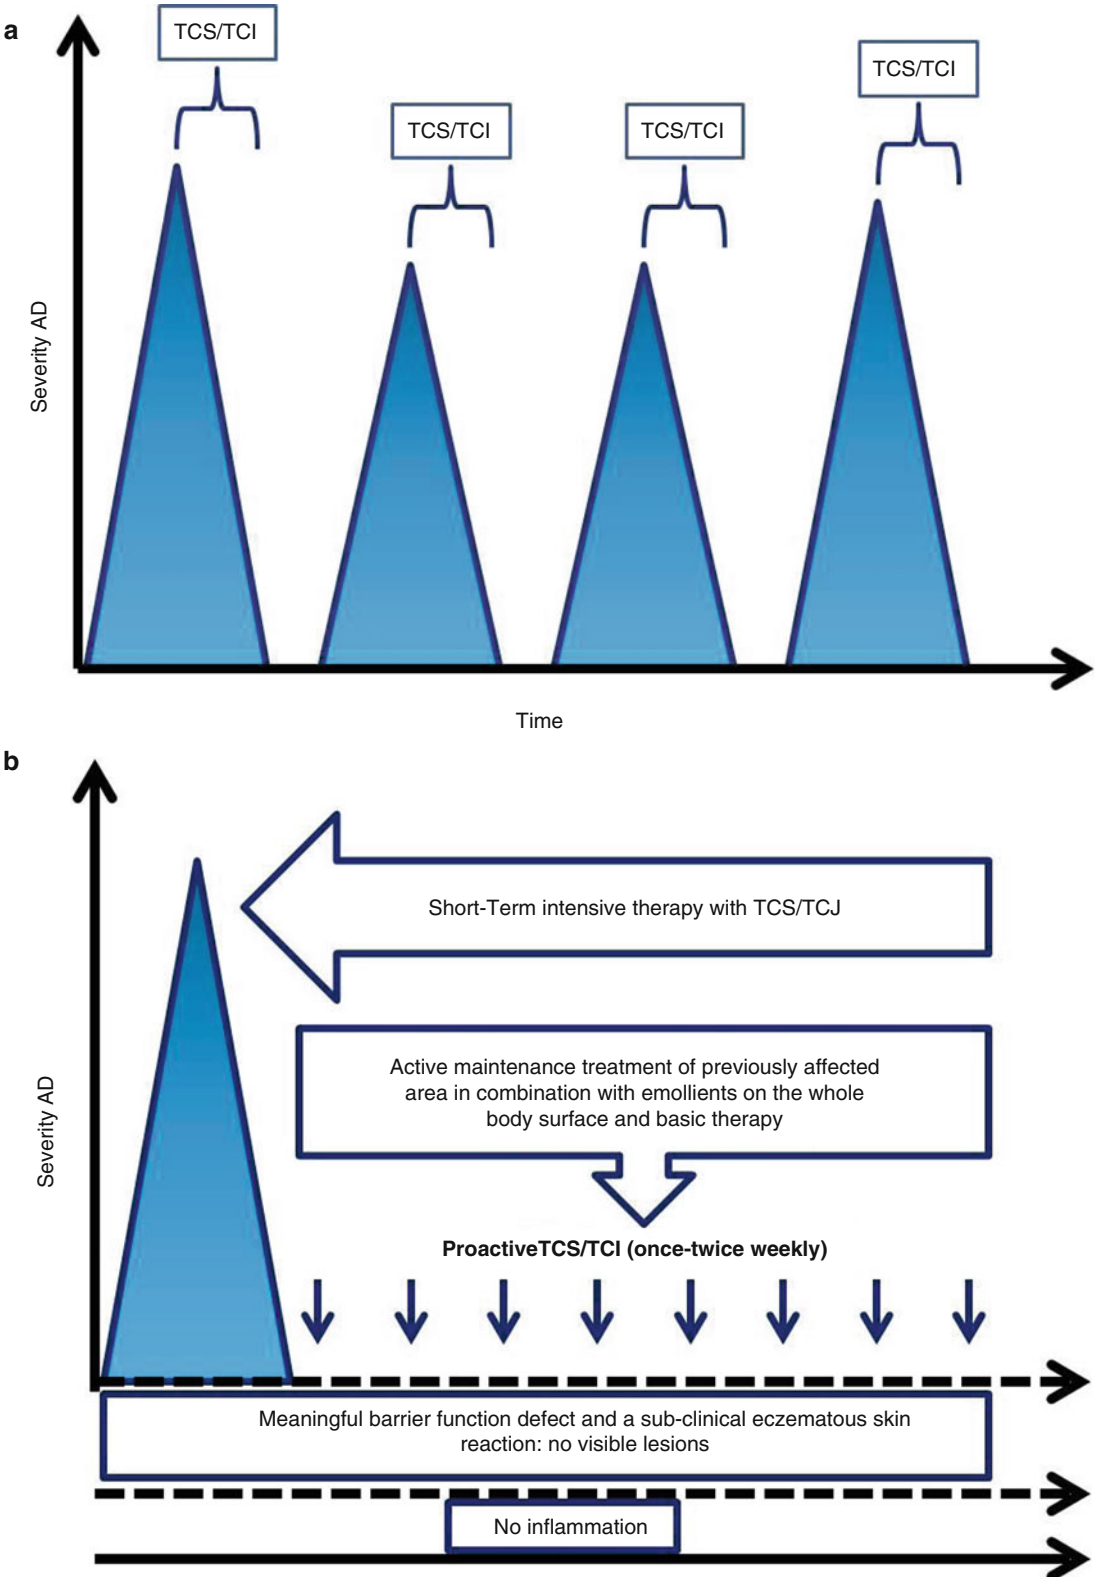 a
TCS/TCI
TCS/TCI
TCS/TCI
TCS/TCI
Severity AD
Time
b
Short-Term intensive therapy with TCS/TCJ
Active maintenance treatment of previously affected
area in combination with emollients on the whole
body surface and basic therapy
Severity AD
ProactiveTCS/TCI (once-twice weekly)
Meaningful barrier function defect and a sub-clinical eczematous skin
reaction: no visible lesions
No inflammation